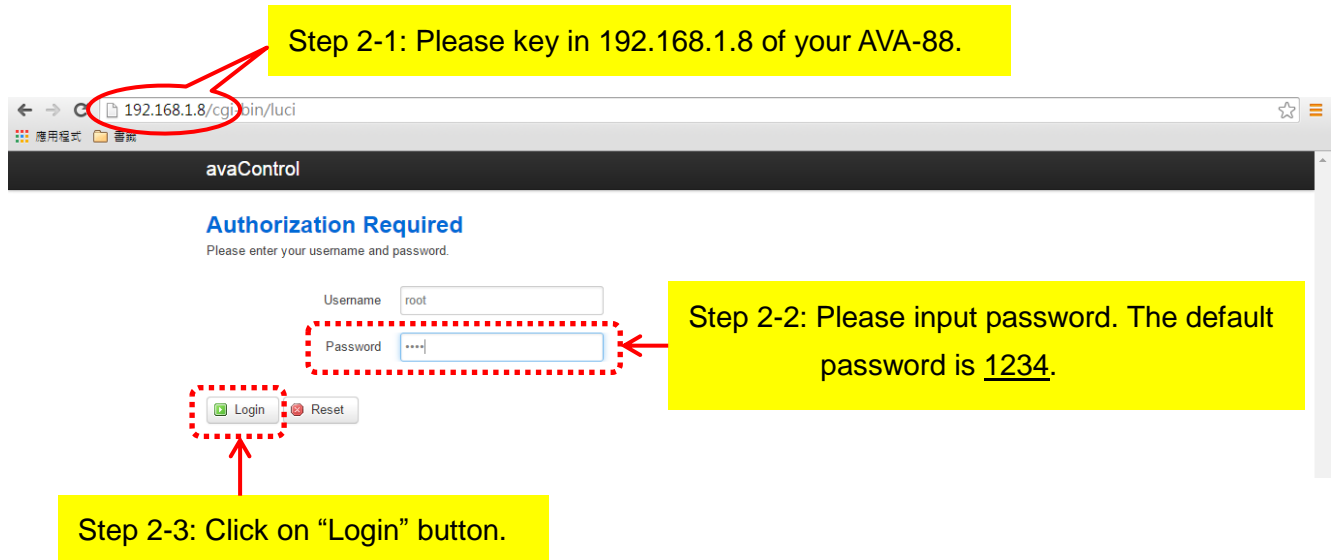 Step 2-1: Please key in 192.168.1.8 of your AVA-88.
192.168.1.8/cgi-bin/luci
應用程式 書籤
avaControl
Authorization Required
Please enter your username and password.
Username root
Password ••••
Step 2-2: Please input password. The default
password is 1234.
Login Reset
Step 2-3: Click on “Login” button.